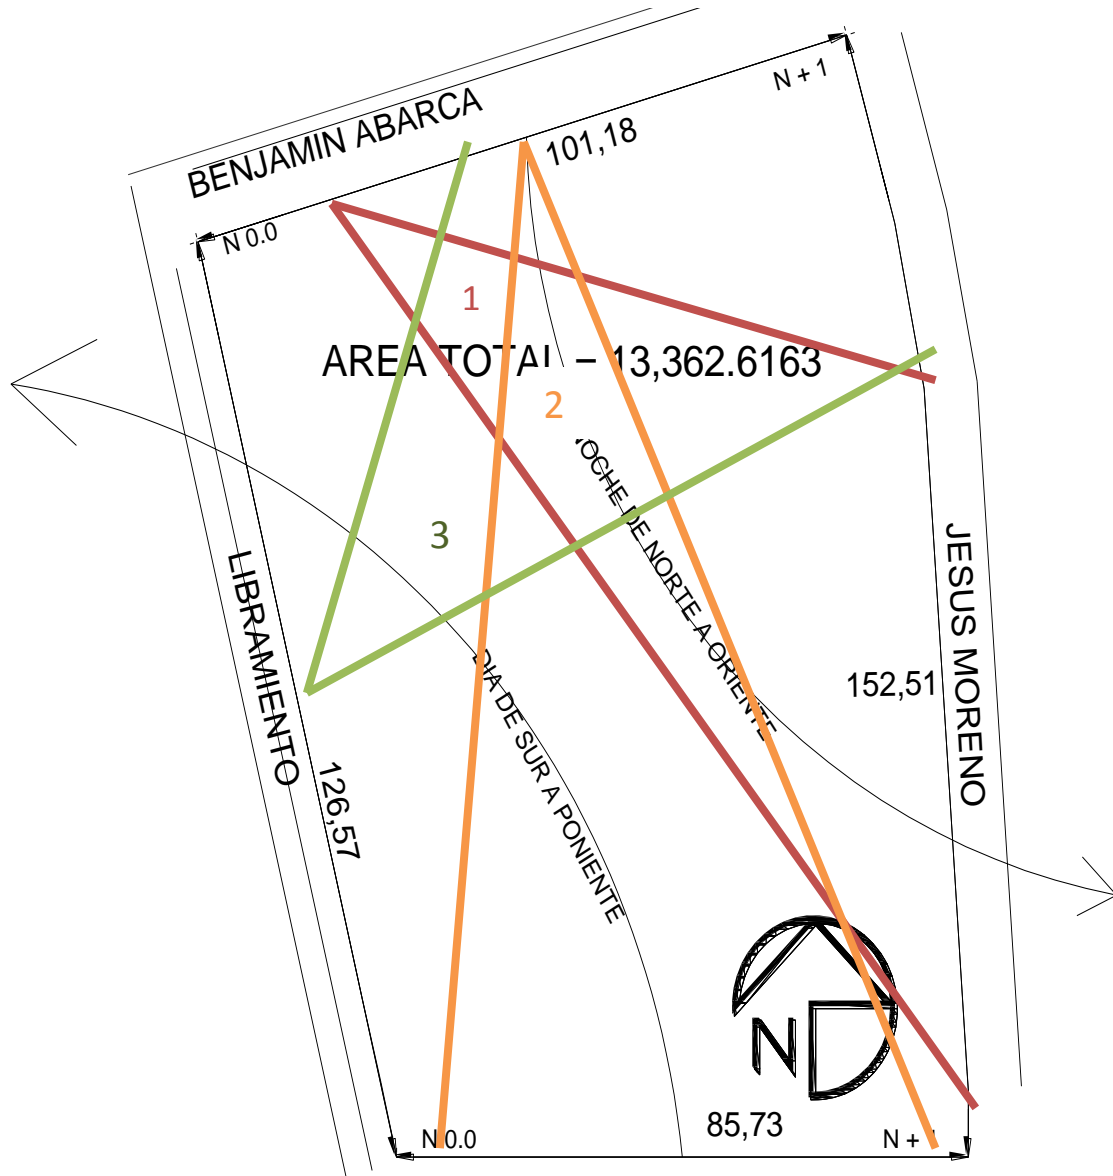 BENJAMIN ABARCA
101,18
N + 1
N 0.0
1
AREA TOTAL = 13,362.6163
2
NOCHE DE NORTE A ORIENTE
3
LIBRAMIENTO
JESUS MORENO
DIA DE SUR A PONIENTE
152,51
126,57
N
85,73
N 0.0
N + 1